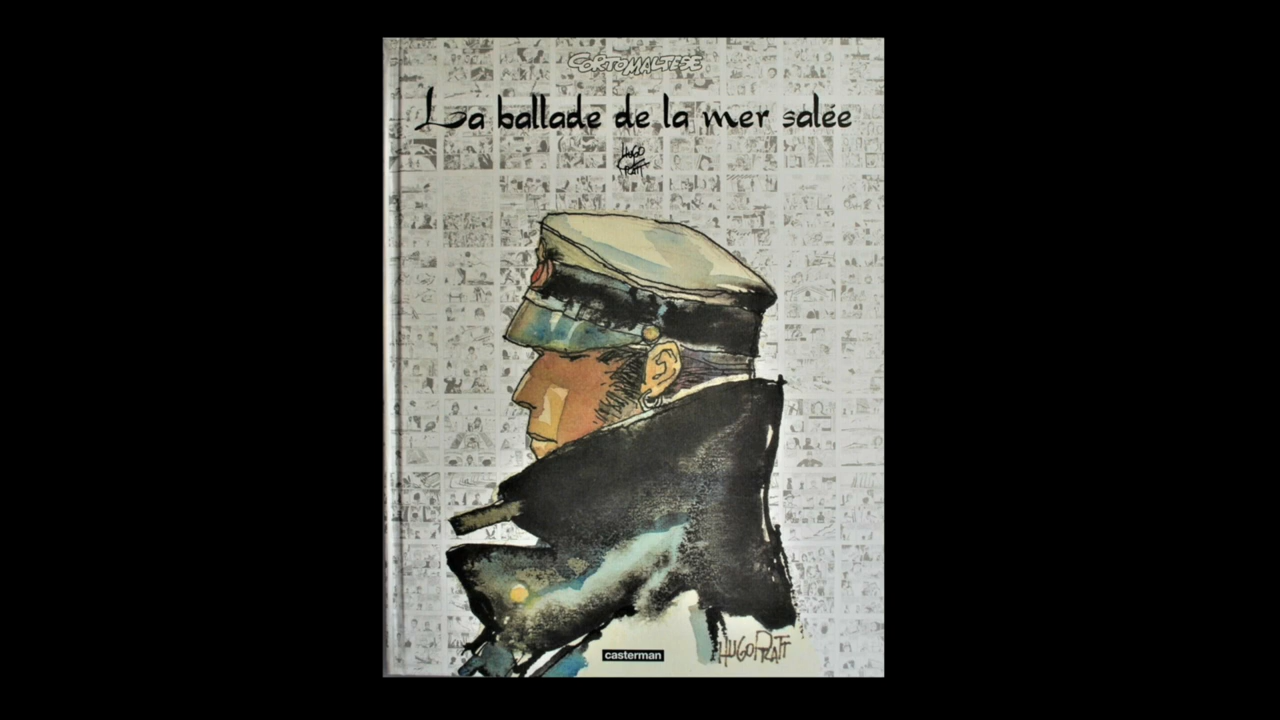 CORTO MALTESE
La ballade de la mer salée
HUGO
PRATT
casterman
HUGO PRATT